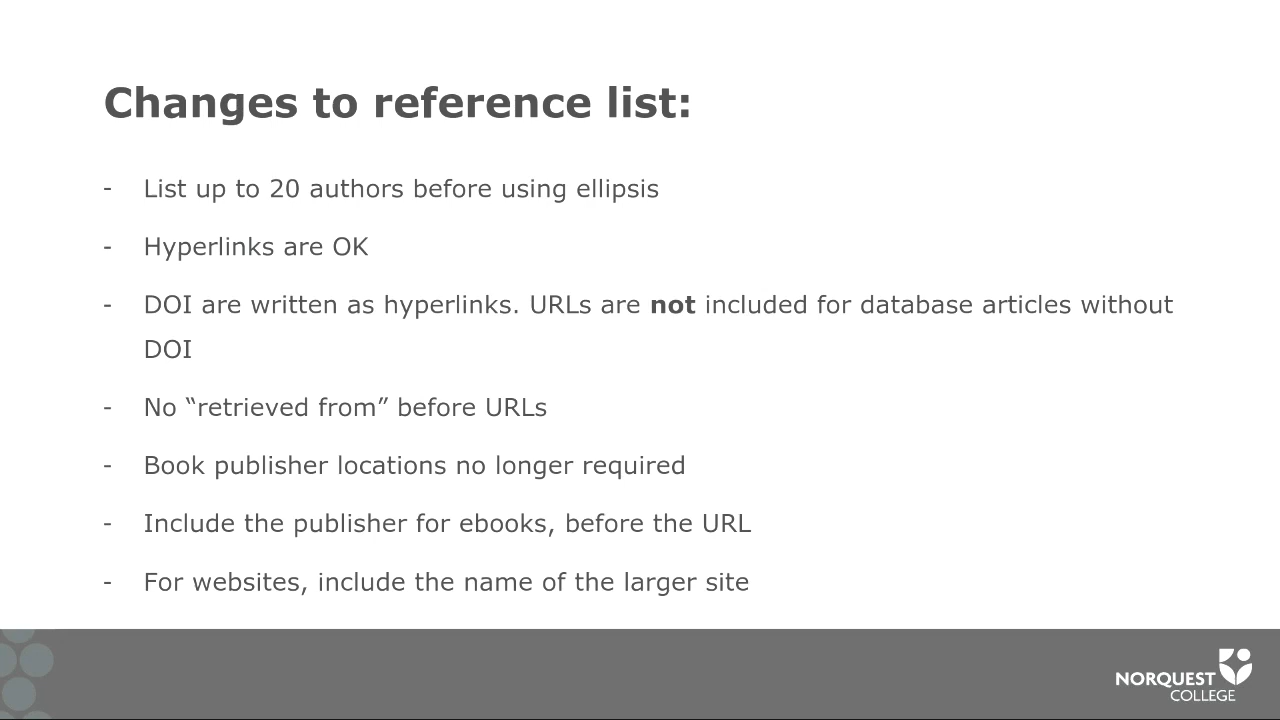 Changes to reference list:
- List up to 20 authors before using ellipsis
- Hyperlinks are OK
- DOI are written as hyperlinks. URLs are not included for database articles without
DOI
- No “retrieved from” before URLs
- Book publisher locations no longer required
- Include the publisher for ebooks, before the URL
- For websites, include the name of the larger site
NORQUEST
COLLEGE